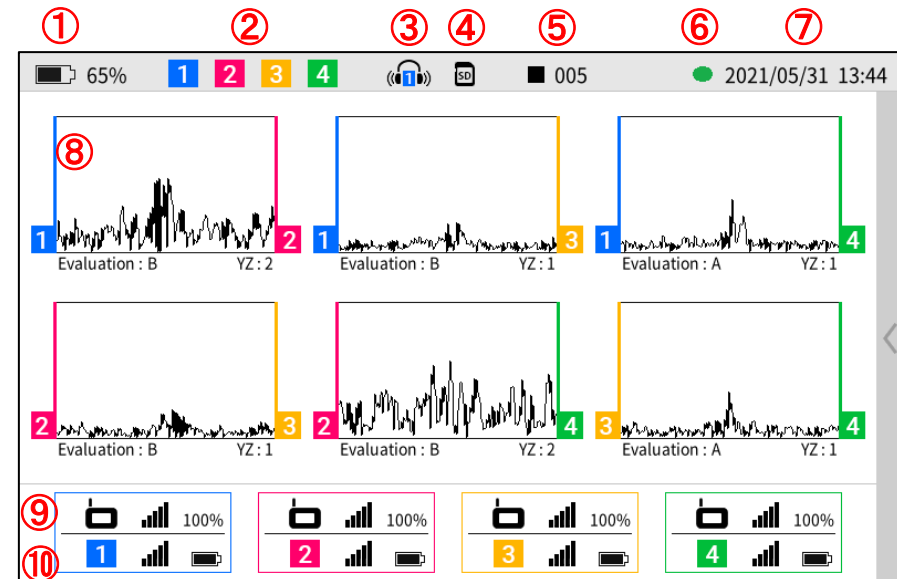 ① ② ③ ④ ⑤ ⑥ ⑦
65% 1 2 3 4 1 SD 005 2021/05/31 13:44
⑧
1 2 1 3 1 4
Evaluation : B YZ : 2 Evaluation : B YZ : 1 Evaluation : A YZ : 1
2 3 2 4 3 4
Evaluation : B YZ : 1 Evaluation : B YZ : 2 Evaluation : A YZ : 1
⑨ 100% 100% 100% 100%
⑩ 1 2 3 4